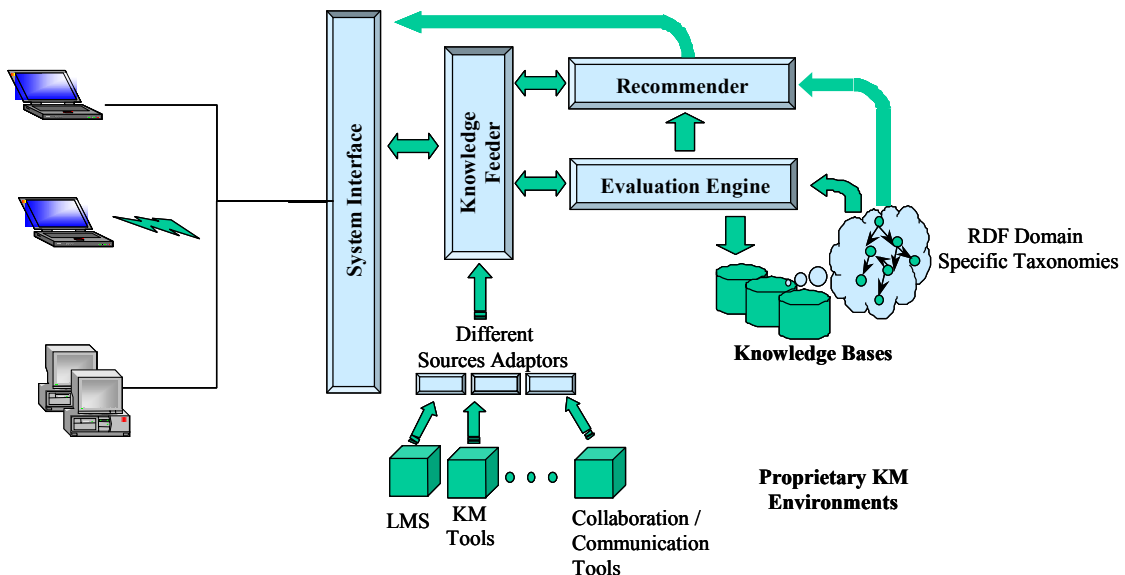 System Interface
Knowledge
Feeder
Recommender
Evaluation Engine
RDF Domain
Specific Taxonomies
Knowledge Bases
Different
Sources Adaptors
LMS
KM
Tools
Collaboration /
Communication
Tools
Proprietary KM
Environments